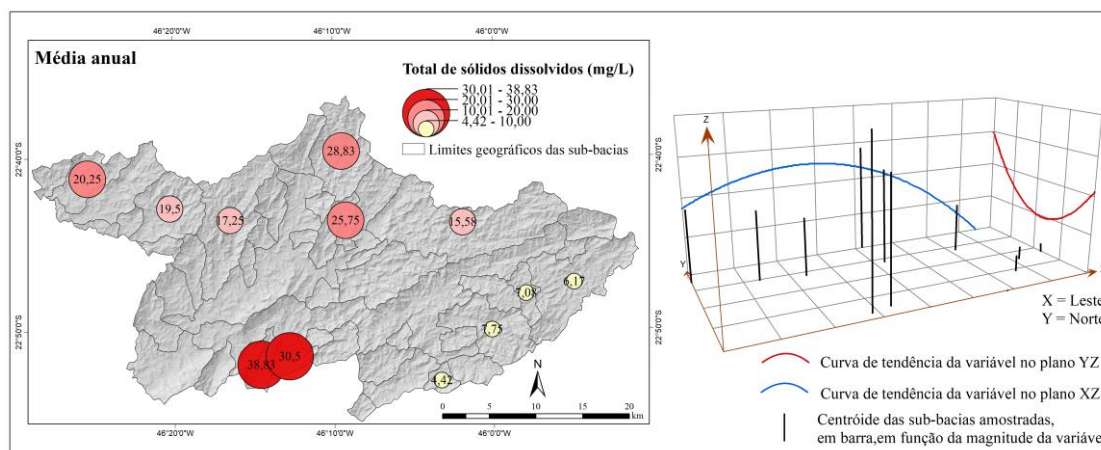 46°20'0"W
46°10'0"W
46°0'0"W
Média anual
Total de sólidos dissolvidos (mg/L)
30,01 - 38,83
20,01 - 30,00
10,01 - 20,00
4,42 - 10,00
Limites geográficos das sub-bacias
22°40'0"S
22°40'0"S
28,83
20,25
19,5
17,25
25,75
15,58
6,17
7,08
7,75
22°50'0"S
22°50'0"S
38,83
30,5
4,42
N
0
5
10
15
20
km
46°20'0"W
46°10'0"W
46°0'0"W
Z
Y
X = Leste
Y = Norte
Curva de tendência da variável no plano YZ
Curva de tendência da variável no plano XZ
Centróide das sub-bacias amostradas,
em barra,em função da magnitude da variáve